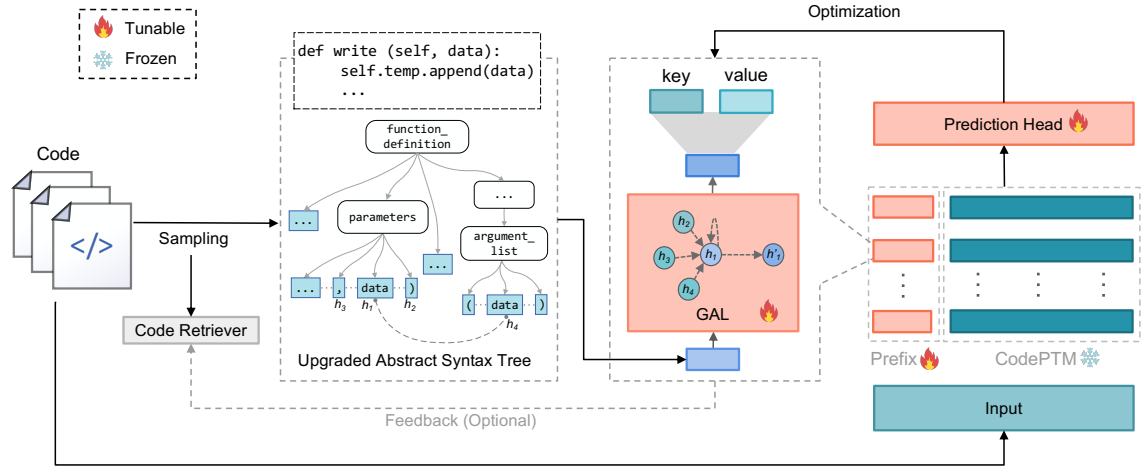 Tunable
Frozen
def write (self, data):
self.temp.append(data)
...
Optimization
key
value
Prediction Head
function_
definition
Code
</>
...
...
parameters
argument_
list
Sampling
...
... , data )
( data )
h3 h1 h2
h4
h2
h3
h1
h'1
h4
GAL
Code Retriever
Upgraded Abstract Syntax Tree
Prefix
CodePTM
Feedback (Optional)
Input